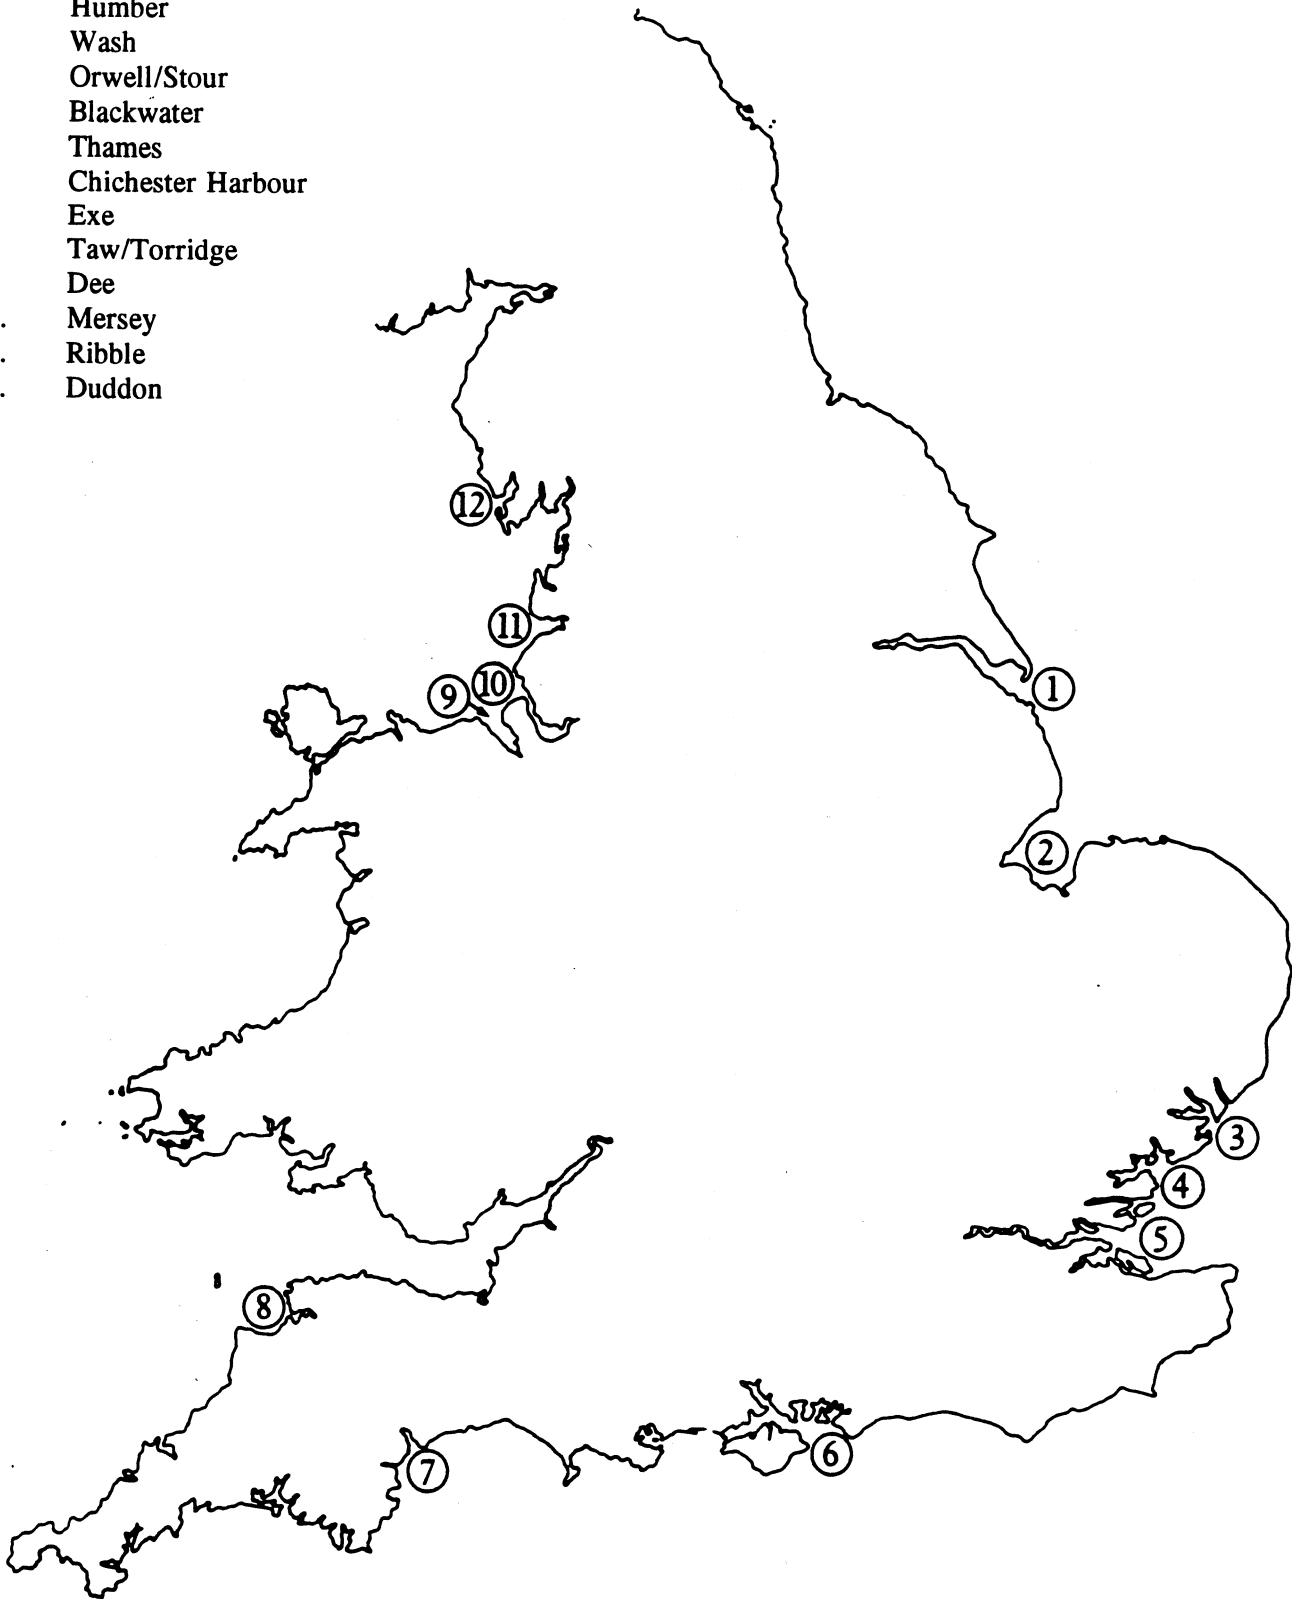 Humber
Wash
Orwell/Stour
Blackwater
Thames
Chichester Harbour
Exe
Taw/Torridge
Dee
. Mersey
. Ribble
. Duddon
12
11
10
9
1
2
3
4
5
8
6
7